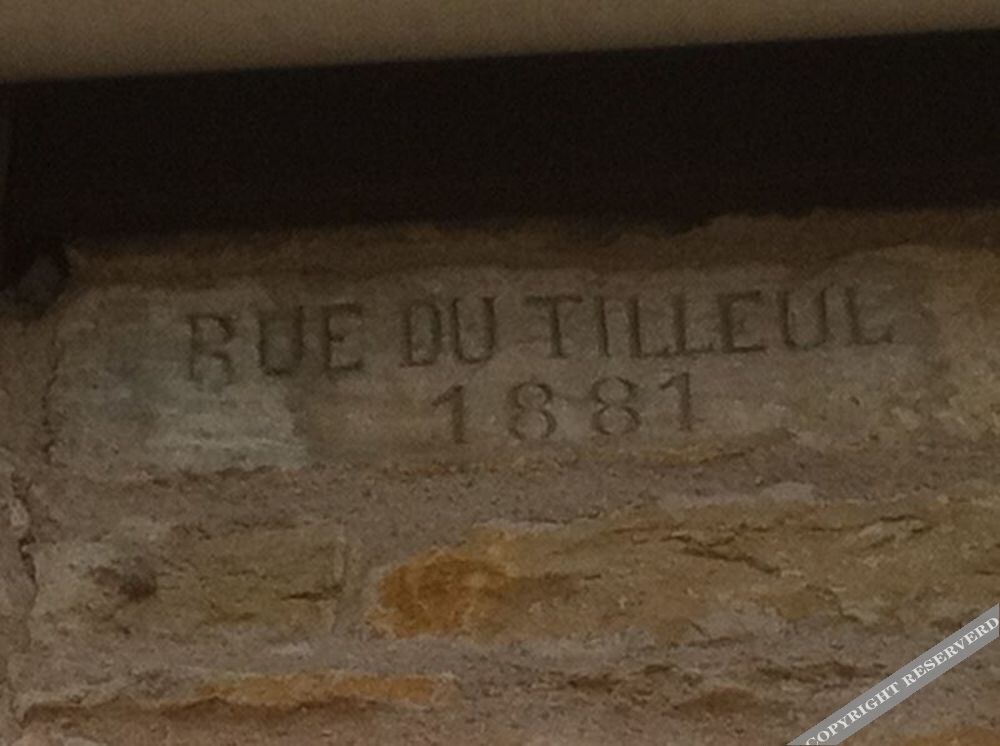 RUE DU TILLEUL
1881
COPYRIGHT RESERVERD